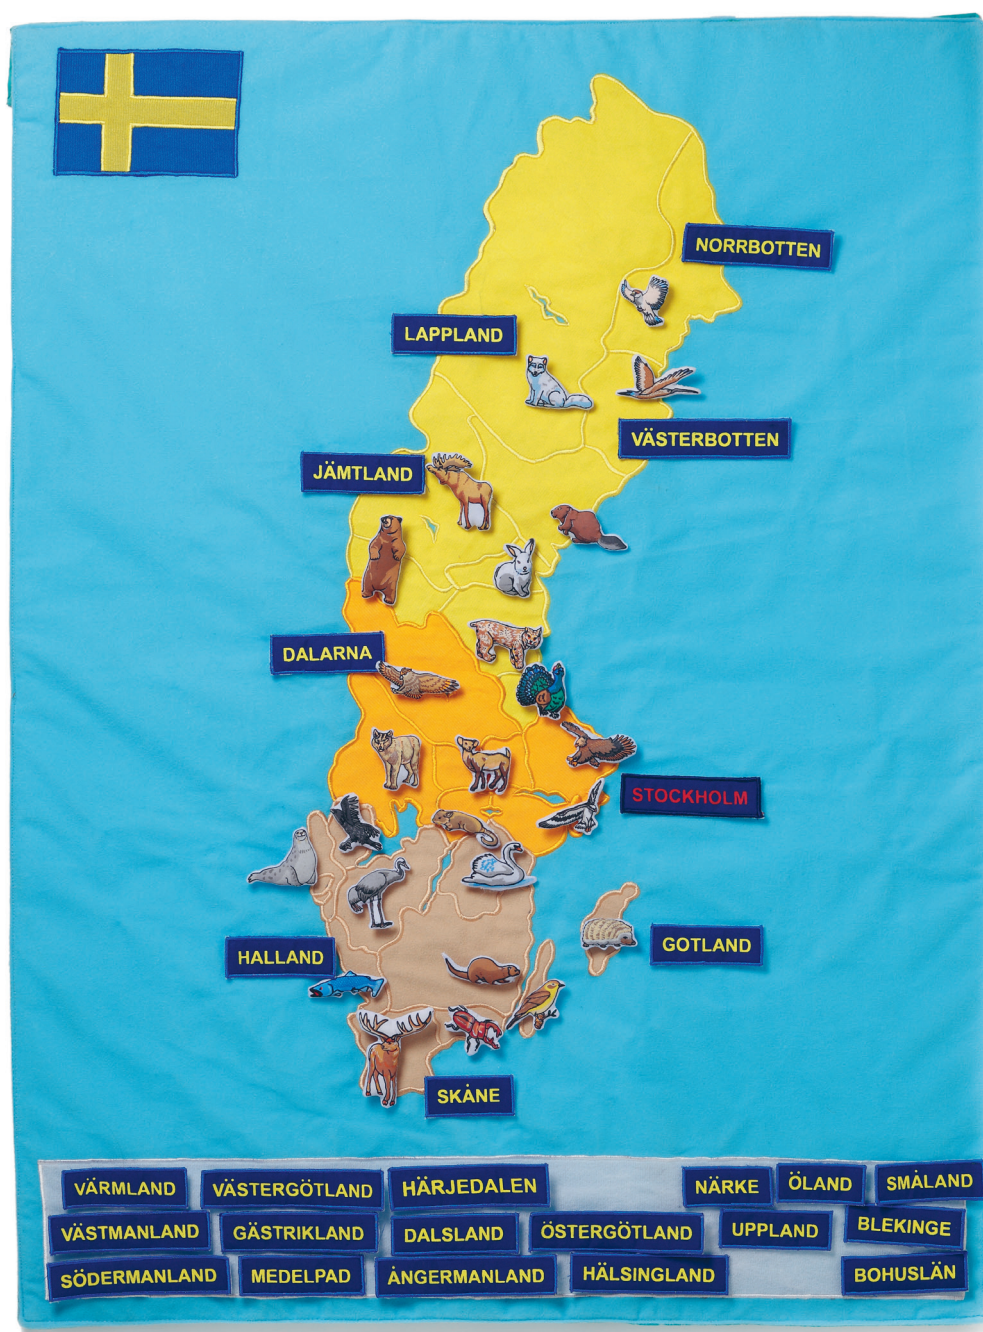 NORRBOTTEN
LAPPLAND
VÄSTERBOTTEN
JÄMTLAND
DALARNA
STOCKHOLM
GOTLAND
HALLAND
SKÅNE
VÄRMLAND VÄSTERGÖTLAND HÄRJEDALEN NÄRKE ÖLAND SMÅLAND
VÄSTMANLAND GÄSTRIKLAND DALSLAND ÖSTERGÖTLAND UPPLAND BLEKINGE
SÖDERMANLAND MEDELPAD ÅNGERMANLAND HÄLSINGLAND BOHUSLÄN